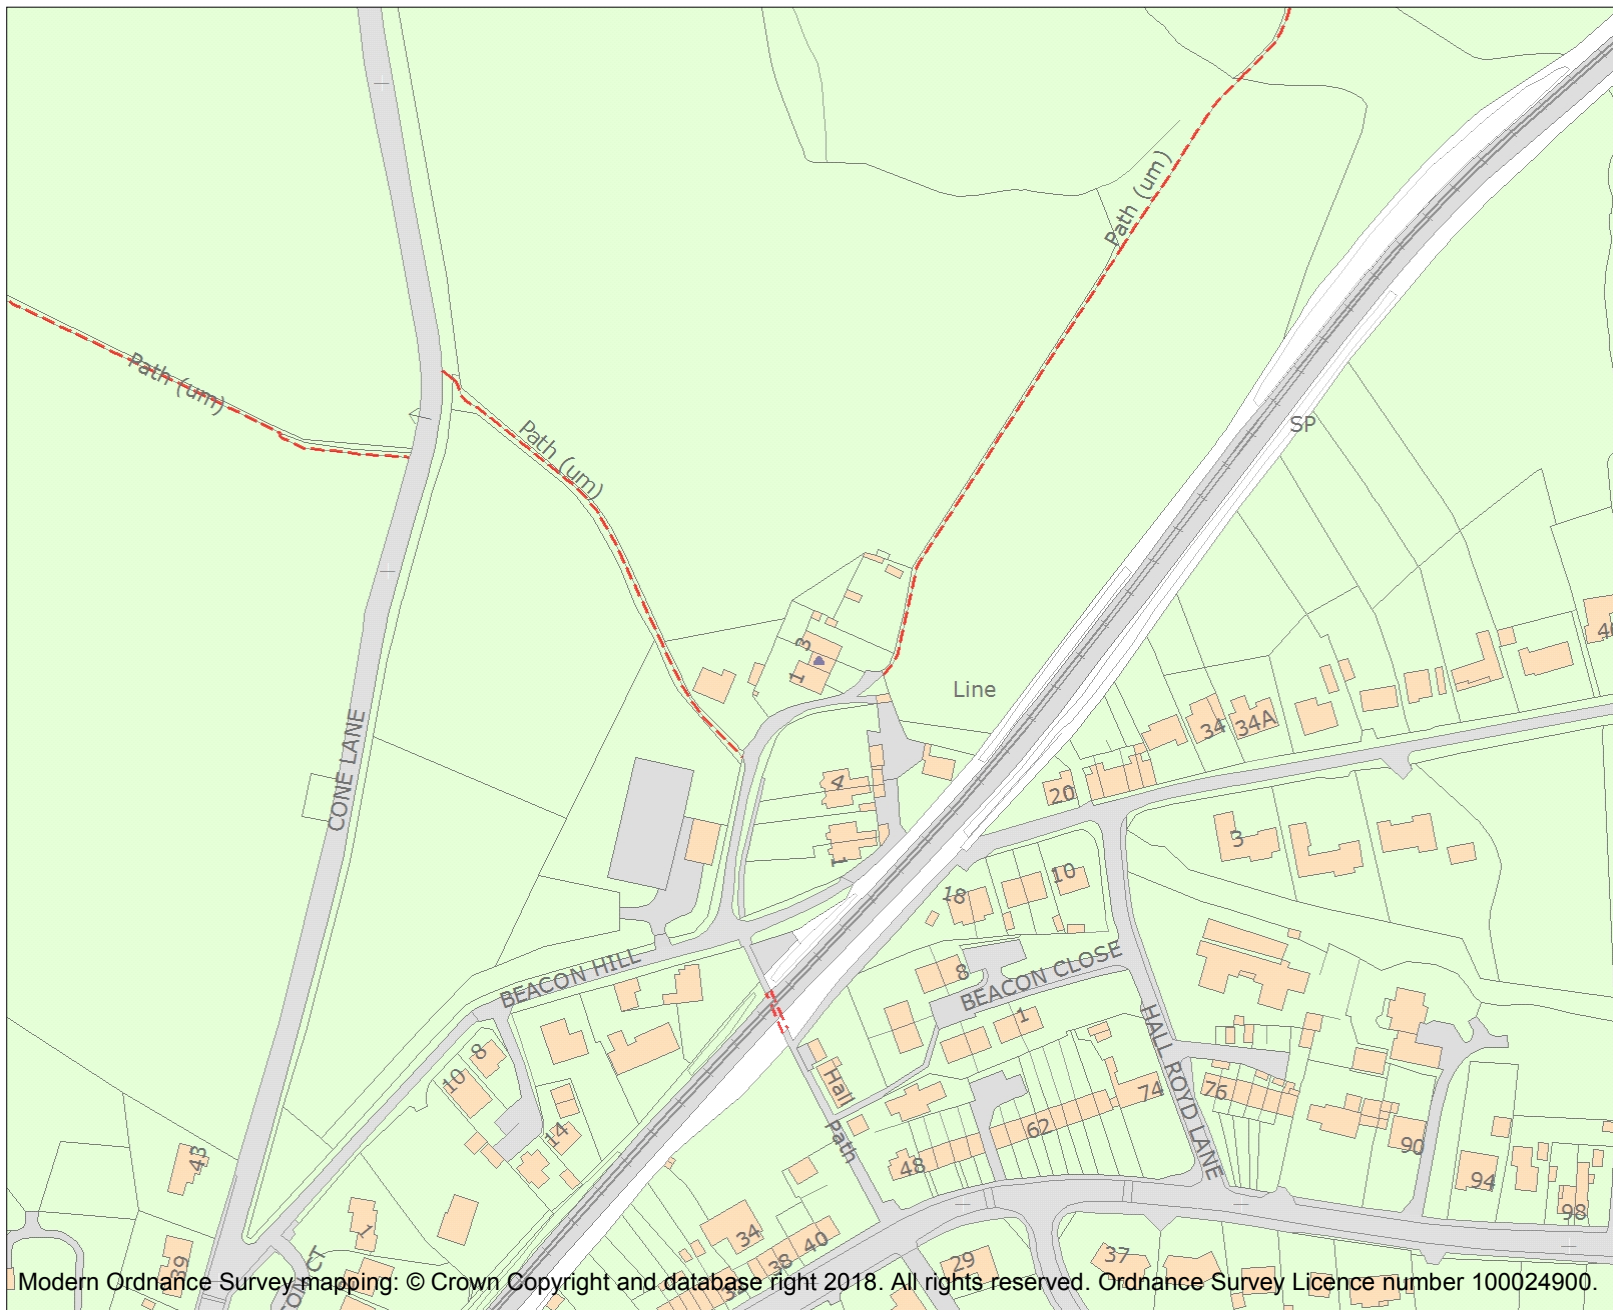 Path (um)
Path (um)
Path (um)
SP
3
1
Line
CONE LANE
4
1
34
34A
40
20
3
10
18
8
BEACON HILL
BEACON CLOSE
1
8
10
14
Hall
Path
HALL ROYD LANE
74
76
62
48
90
94
98
43
39
1
34
38
40
29
37
Modern Ordnance Survey mapping: © Crown Copyright and database right 2018. All rights reserved. Ordnance Survey Licence number 100024900.